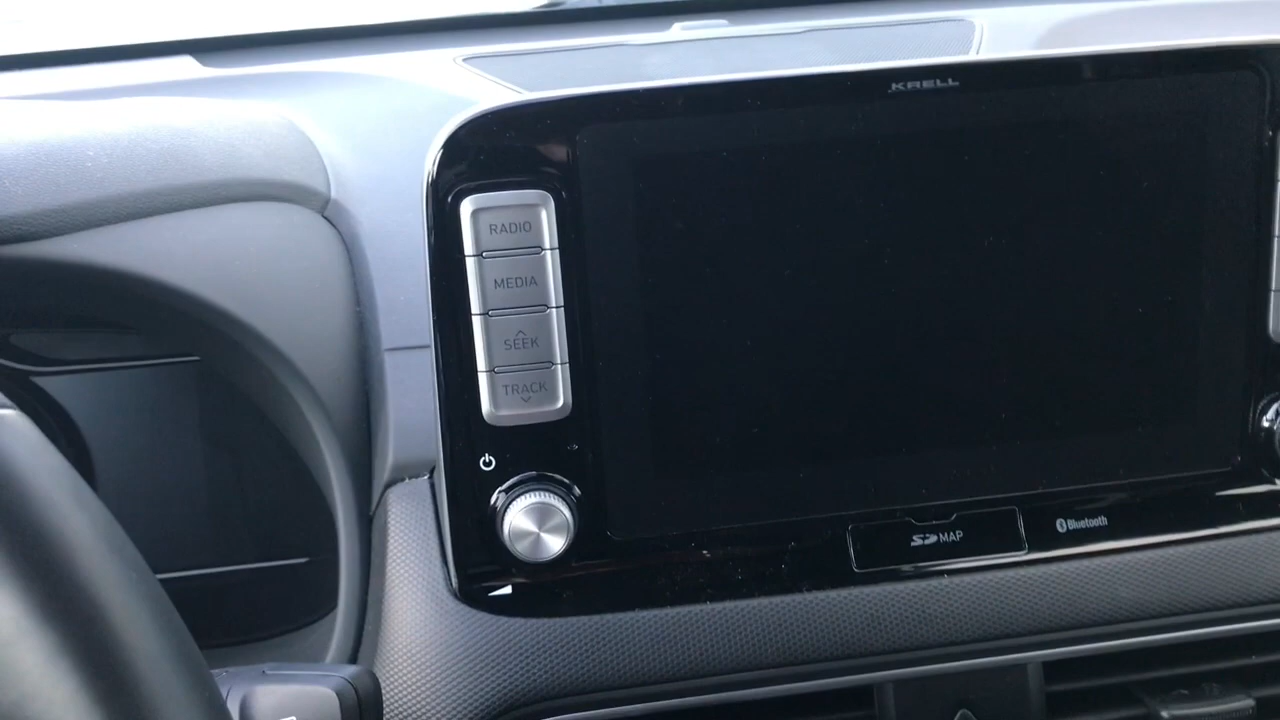 KRELL
RADIO
MEDIA
SEEK
TRACK
SD MAP
Bluetooth